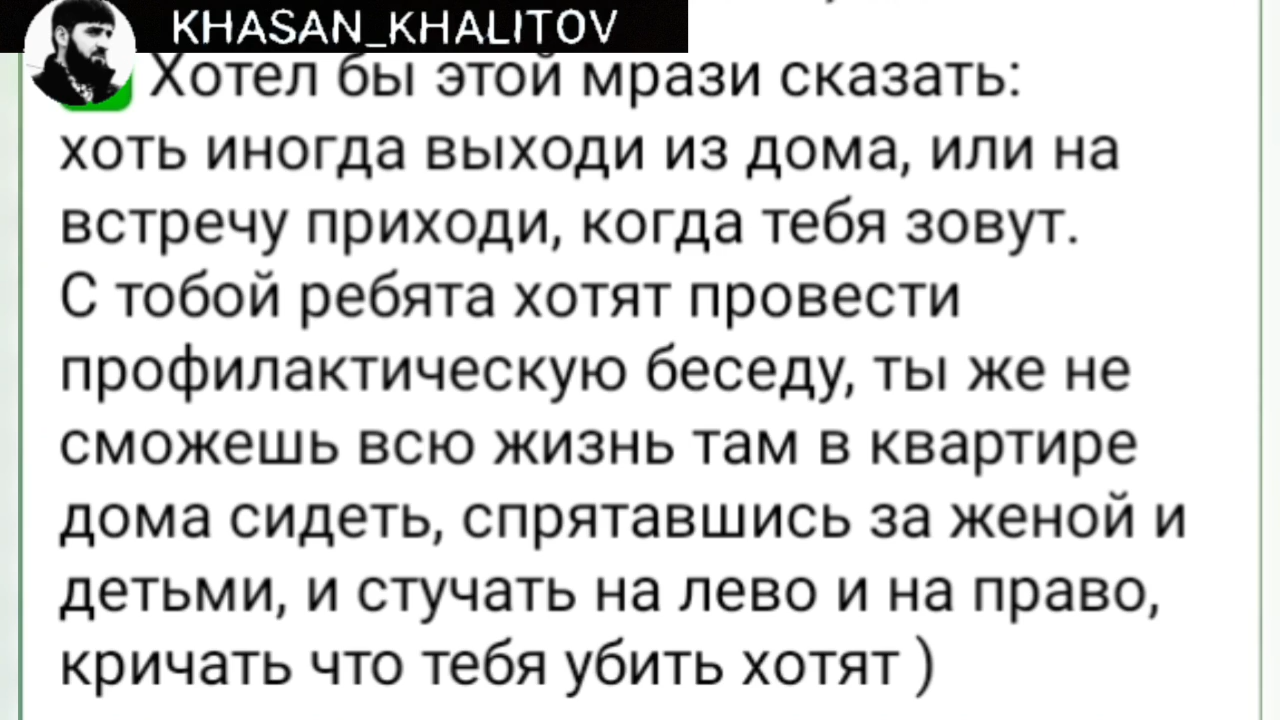 KHASAN_KHALITOV
Хотел бы этой мрази сказать:
хоть иногда выходи из дома, или на
встречу приходи, когда тебя зовут.
С тобой ребята хотят провести
профилактическую беседу, ты же не
сможешь всю жизнь там в квартире
дома сидеть, спрятавшись за женой и
детьми, и стучать на лево и на право,
кричать что тебя убить хотят )